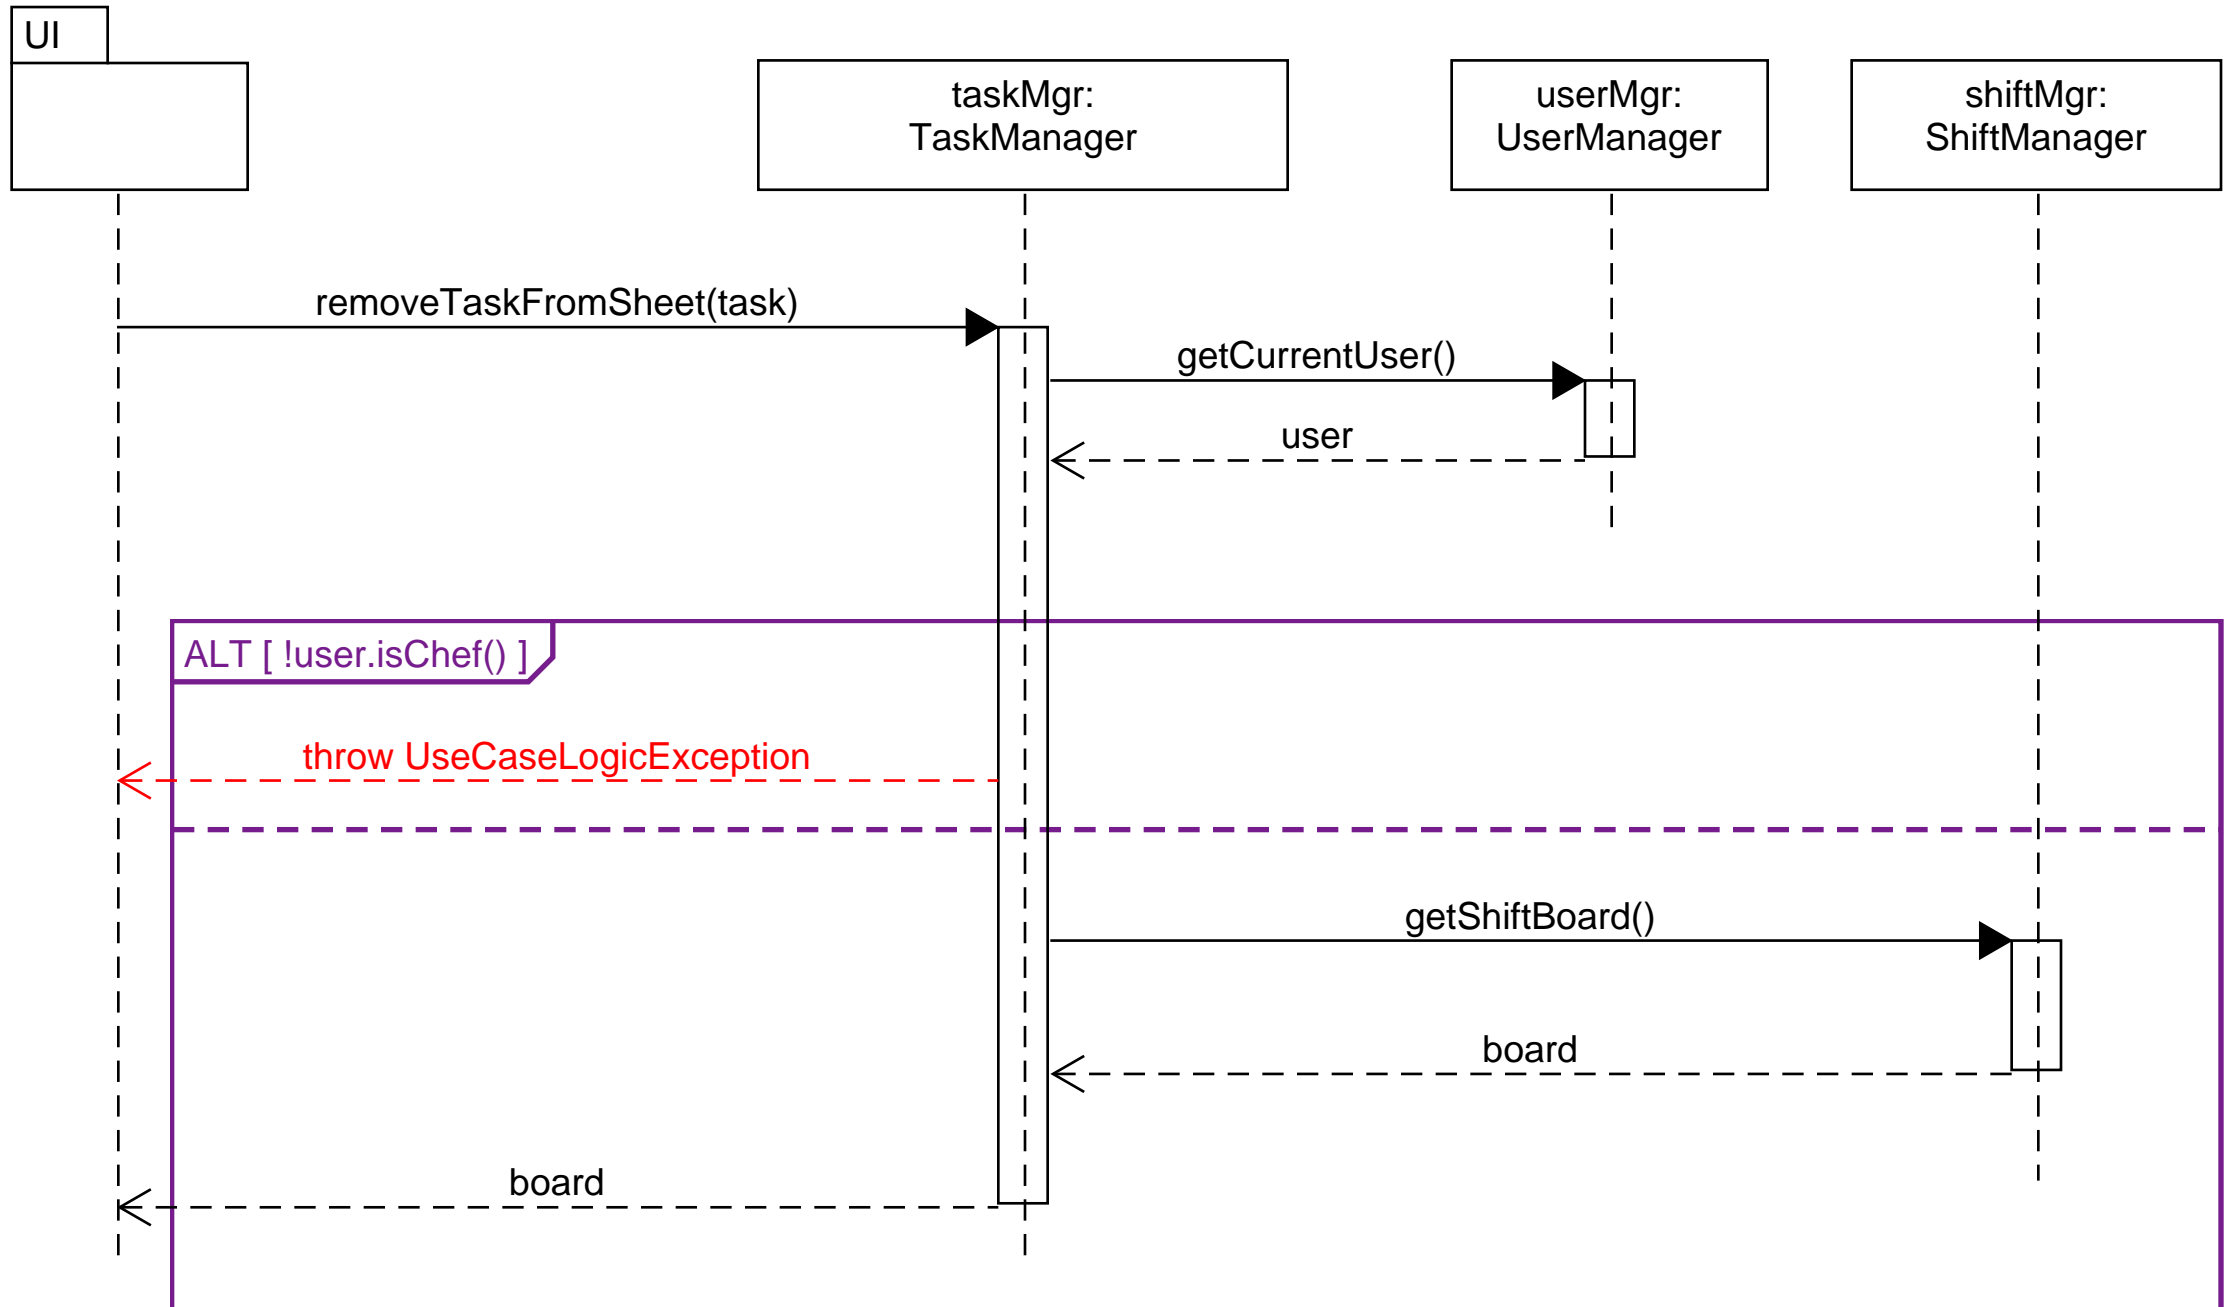 UI
taskMgr:
TaskManager
userMgr:
UserManager
shiftMgr:
ShiftManager
removeTaskFromSheet(task)
getCurrentUser()
user
ALT [ !user.isChef() ]
throw UseCaseLogicException
getShiftBoard()
board
board